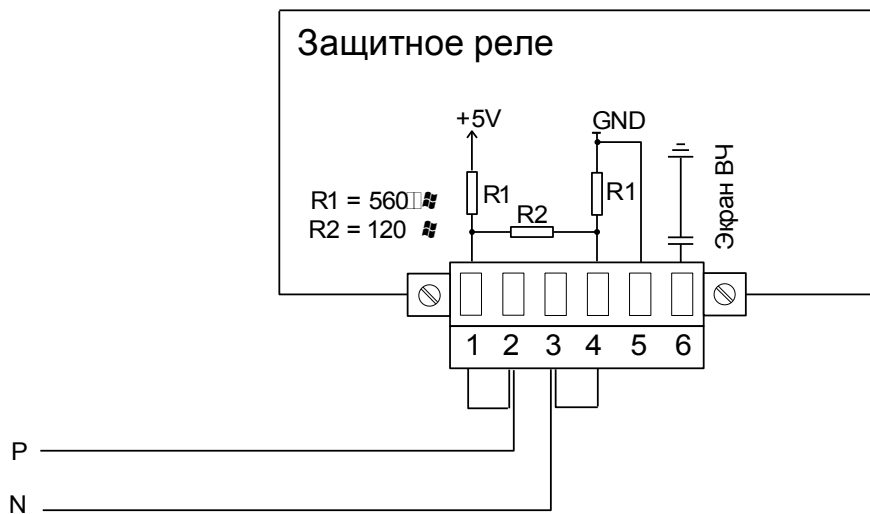 Защитное реле
+5V
GND
R1
R1
R2
R1 = 560
R2 = 120
Экран ВЧ
1 2 3 4 5 6
P
N